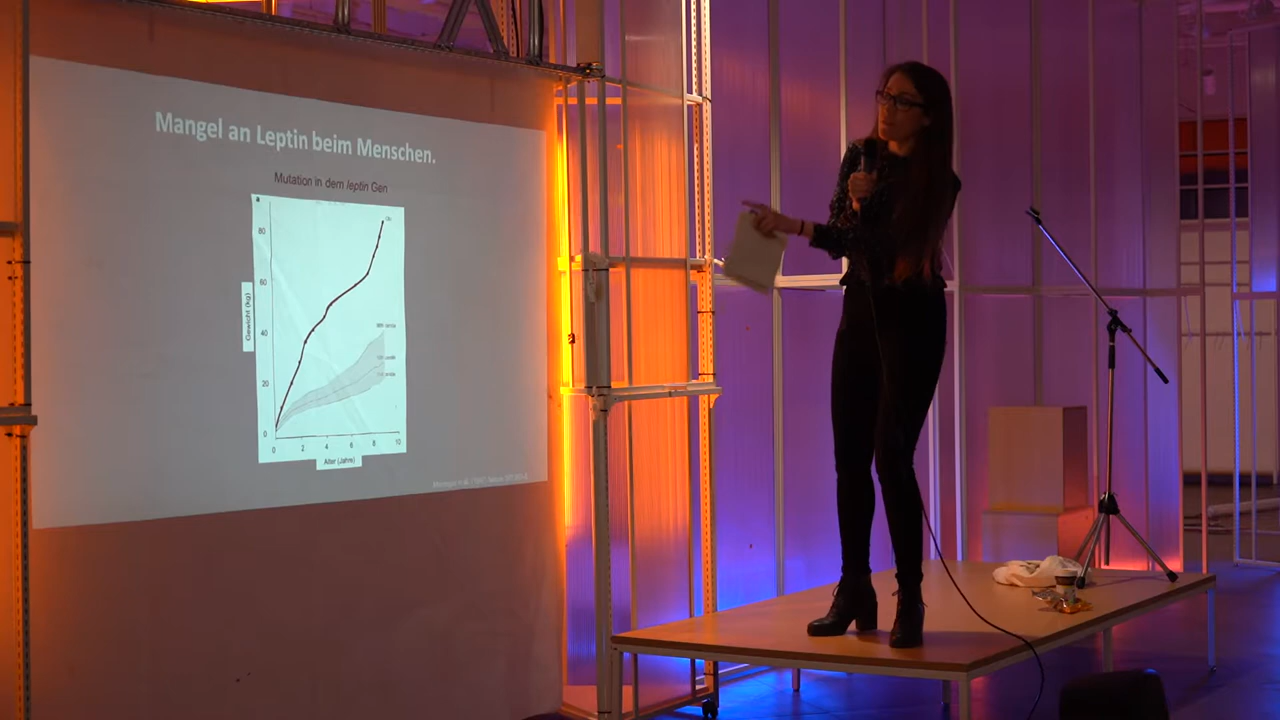 Mangel an Leptin beim Menschen.
Mutation in dem leptin Gen
a
80
60
40
20
0
Gewicht (kg)
0 2 4 6 8 10
Alter (Jahre)